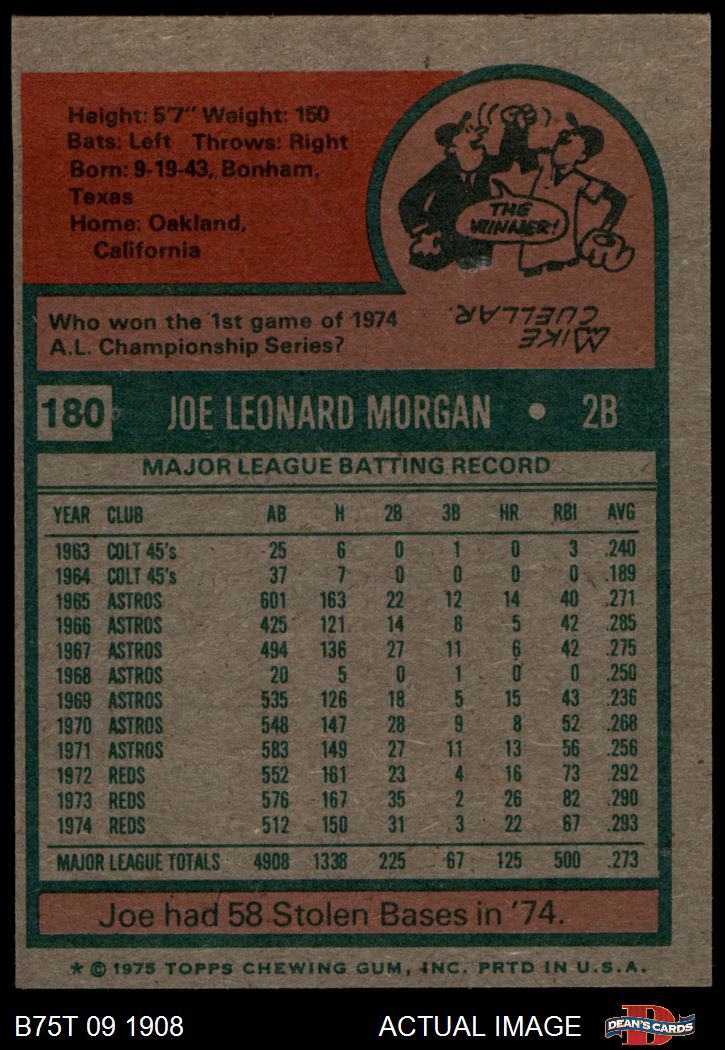 Height: 5'7" Weight: 150
Bats: Left Throws: Right
Born: 9-19-43, Bonham,
Texas
Home: Oakland,
California
THE
WINNER!
Who won the 1st game of 1974
A.L. Championship Series?
MIKE
CUELLAR.
180 JOE LEONARD MORGAN • 2B
MAJOR LEAGUE BATTING RECORD
YEAR CLUB AB H 2B 3B HR RBI AVG
1963 COLT 45's 25 6 0 1 0 3 .240
1964 COLT 45's 37 7 0 0 0 0 .189
1965 ASTROS 601 163 22 12 14 40 .271
1966 ASTROS 425 121 14 8 5 42 .285
1967 ASTROS 494 136 27 11 6 42 .275
1968 ASTROS 20 5 0 1 0 0 .250
1969 ASTROS 535 126 18 5 15 43 .236
1970 ASTROS 548 147 28 9 8 52 .268
1971 ASTROS 583 149 27 11 13 56 .256
1972 REDS 552 161 23 4 16 73 .292
1973 REDS 576 167 35 2 26 82 .290
1974 REDS 512 150 31 3 22 67 .293
MAJOR LEAGUE TOTALS 4908 1338 225 67 125 500 .273
Joe had 58 Stolen Bases in '74.
* © 1975 TOPPS CHEWING GUM, INC. PRTD IN U.S.A.
B75T 09 1908 ACTUAL IMAGE D DEAN'S CARDS